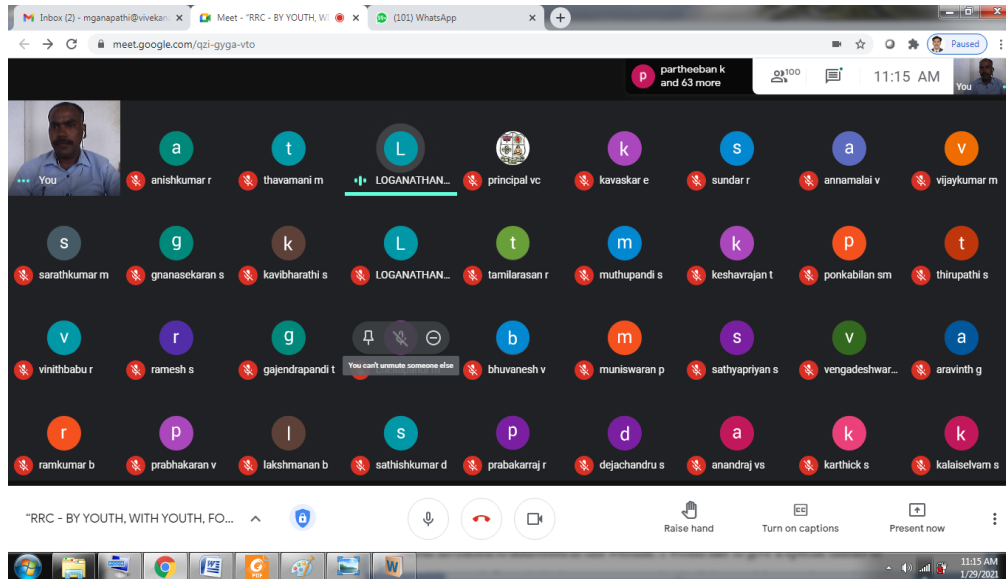 Inbox (2) - mganapathi@vivekan
Meet - "RRC - BY YOUTH, WI
(101) WhatsApp
meet.google.com/qzi-gyga-vto
Paused
p
partheeban k
and 63 more
100
11:15 AM
You
You
a
anishkumar r
t
thavamani m
L
LOGANATHAN...
principal vc
k
kavaskar e
s
sundar r
a
annamalai v
v
vijaykumar m
s
sarathkumar m
g
gnanasekaran s
k
kavibharathi s
L
LOGANATHAN...
t
tamilarasan r
m
muthupandi s
k
keshavrajan t
p
ponkabilan sm
t
thirupathi s
v
vinithbabu r
r
ramesh s
g
gajendrapandi t
You can't unmute someone else
b
bhuvanesh v
m
muniswaran p
s
sathyapriyan s
v
vengadeshwar...
a
aravinth g
r
ramkumar b
p
prabhakaran v
l
lakshmanan b
s
sathishkumar d
p
prabakarraj r
d
dejachandru s
a
anandraj vs
k
karthick s
k
kalaiselvam s
"RRC - BY YOUTH, WITH YOUTH, FO...
Raise hand
CC
Turn on captions
Present now
PDF
W
W
11:15 AM
1/29/2021